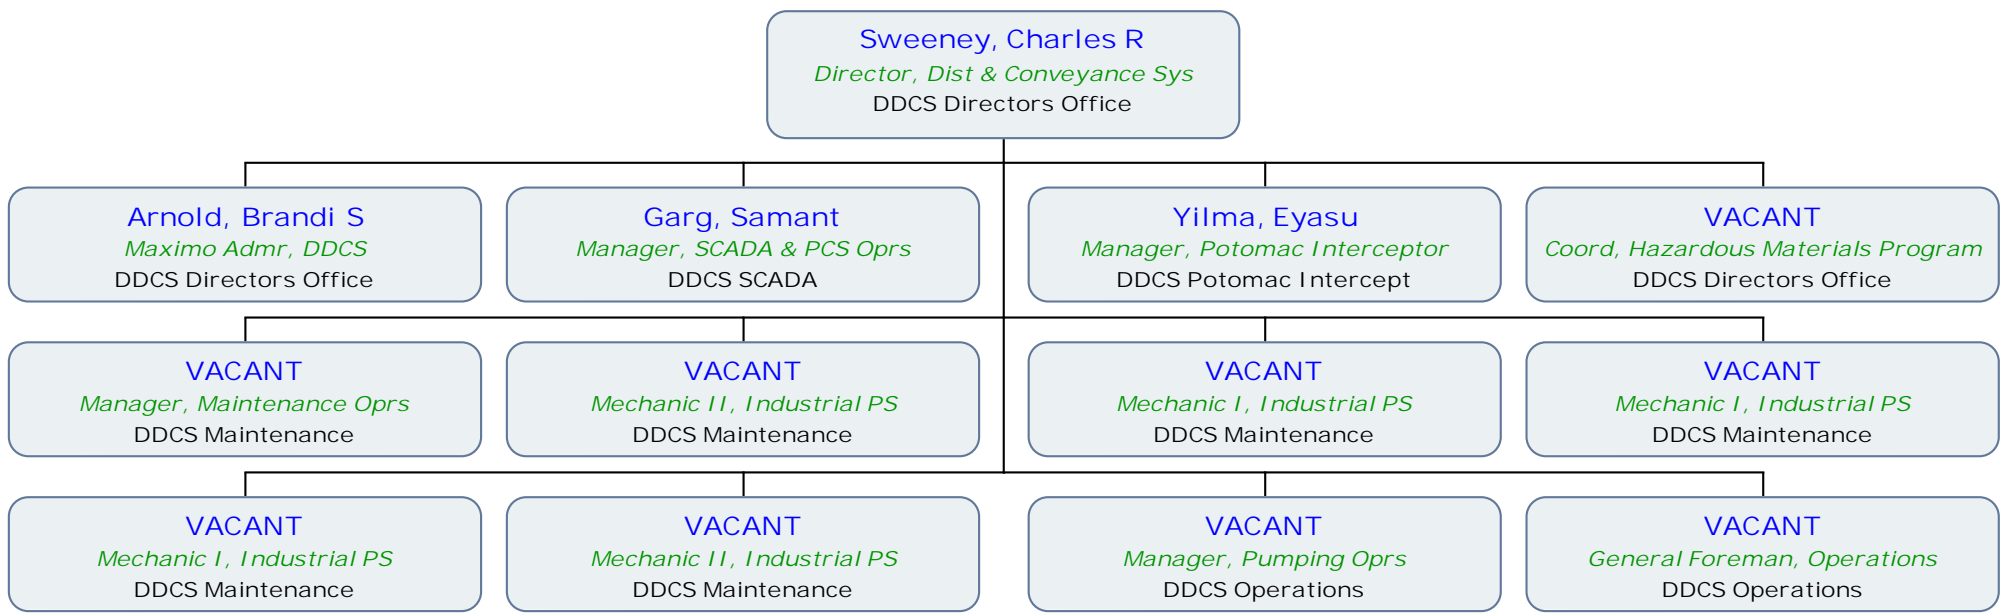 Sweeney, Charles R
Director, Dist & Conveyance Sys
DDCS Directors Office
Arnold, Brandi S
Maximo Admr, DDCS
DDCS Directors Office
Garg, Samant
Manager, SCADA & PCS Oprs
DDCS SCADA
Yilma, Eyasu
Manager, Potomac Interceptor
DDCS Potomac Intercept
VACANT
Coord, Hazardous Materials Program
DDCS Directors Office
VACANT
Manager, Maintenance Oprs
DDCS Maintenance
VACANT
Mechanic II, Industrial PS
DDCS Maintenance
VACANT
Mechanic I, Industrial PS
DDCS Maintenance
VACANT
Mechanic I, Industrial PS
DDCS Maintenance
VACANT
Mechanic I, Industrial PS
DDCS Maintenance
VACANT
Mechanic II, Industrial PS
DDCS Maintenance
VACANT
Manager, Pumping Oprs
DDCS Operations
VACANT
General Foreman, Operations
DDCS Operations